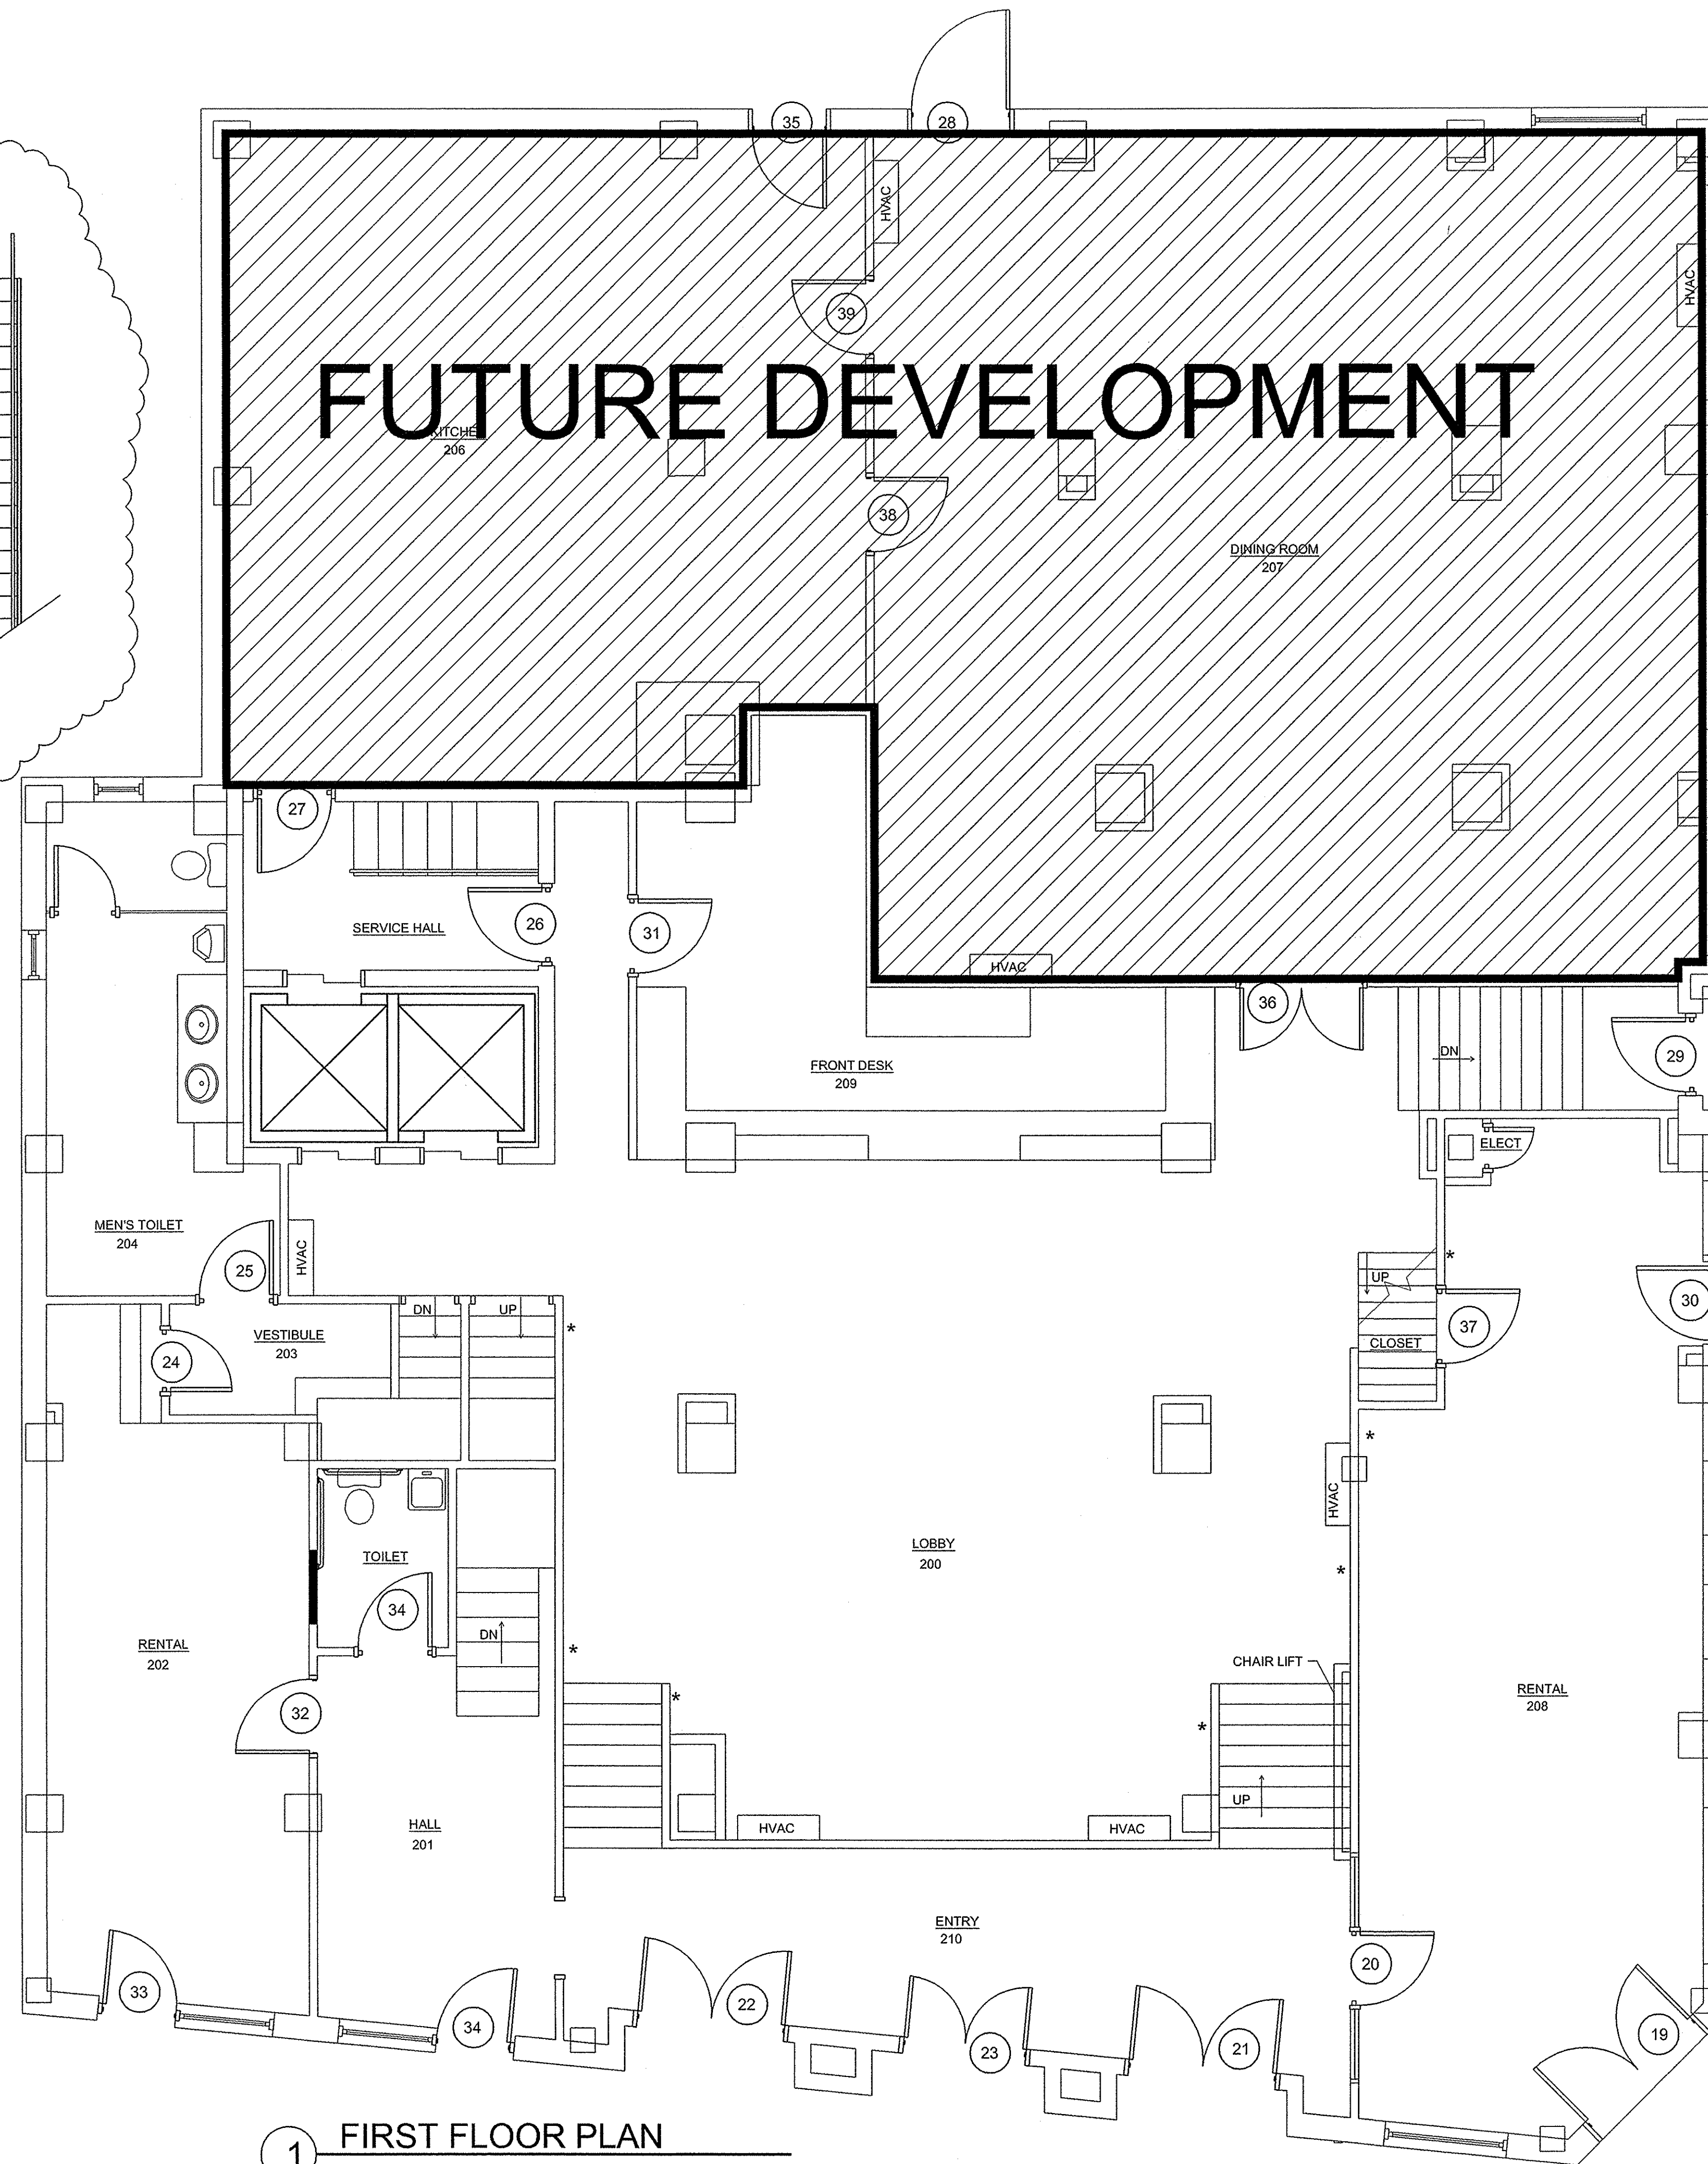 35
28
HVAC
HVAC
39
FUTURE DEVELOPMENT
KITCHEN
206
38
DINING ROOM
207
27
26
31
SERVICE HALL
HVAC
36
DN
29
FRONT DESK
209
ELECT
MEN'S TOILET
204
25
HVAC
*
UP
30
DN
UP
*
37
VESTIBULE
203
CLOSET
24
*
HVAC
LOBBY
200
TOILET
*
34
DN
RENTAL
202
*
CHAIR LIFT
RENTAL
208
*
*
32
UP
HALL
201
HVAC
HVAC
ENTRY
210
20
33
22
34
23
21
19
1
FIRST FLOOR PLAN